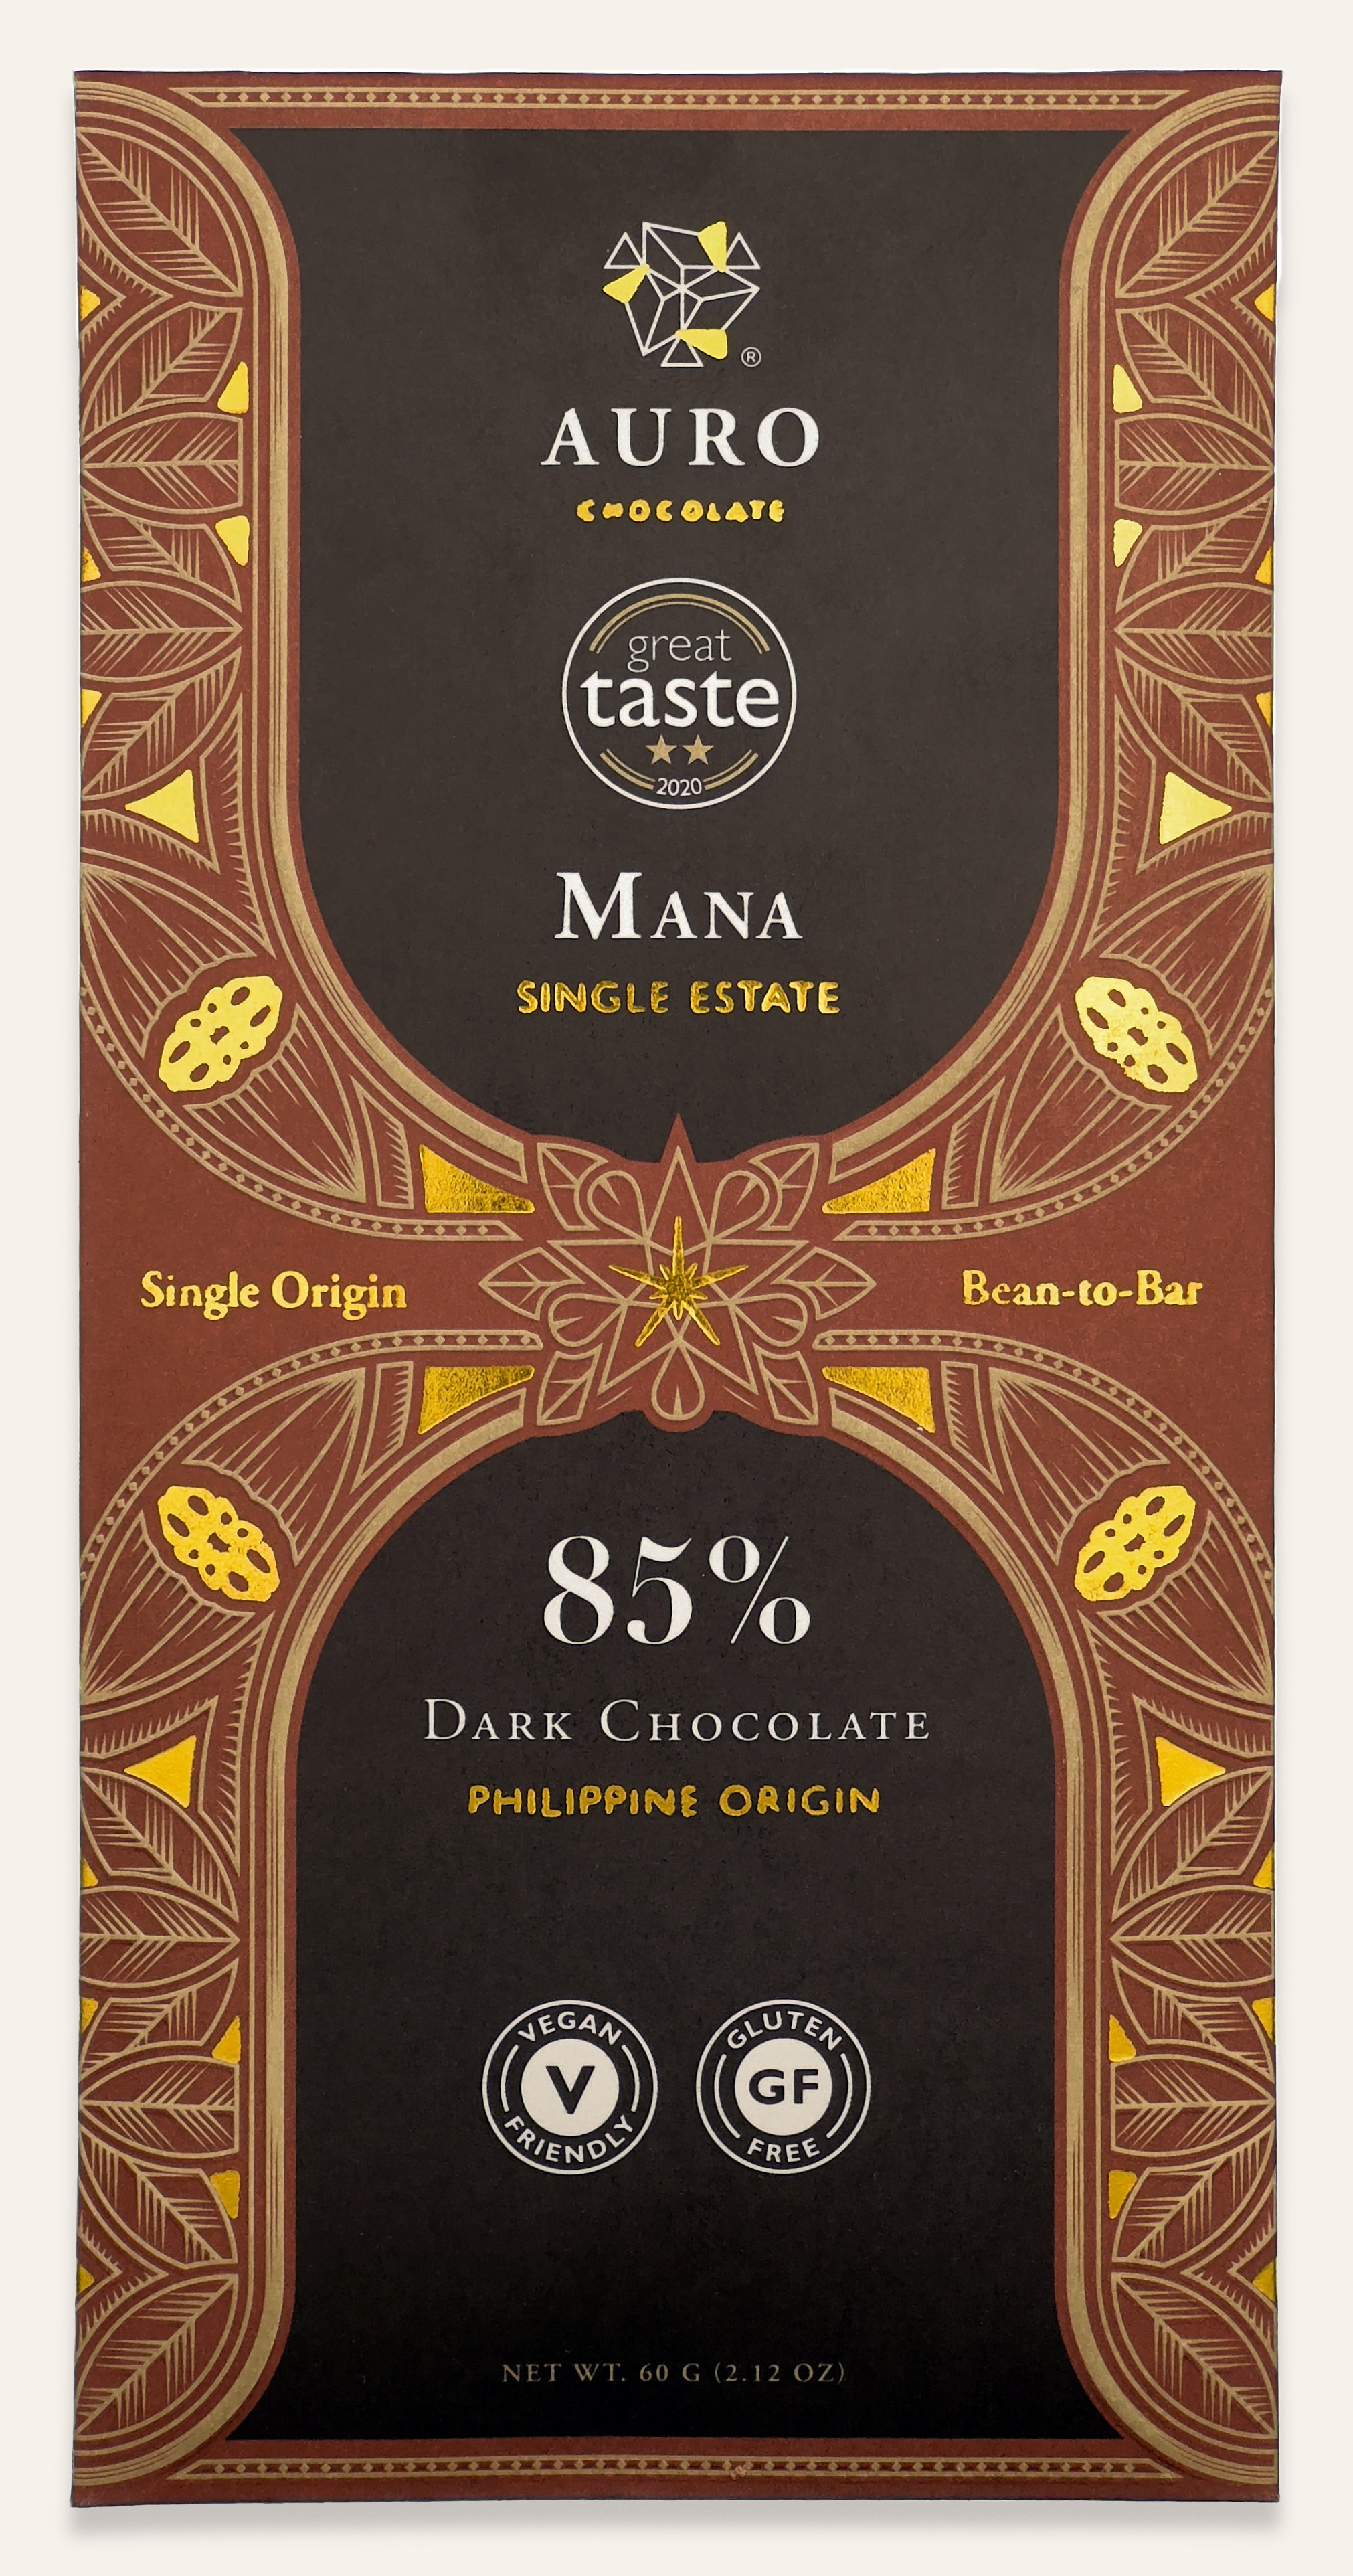 ®
AURO
CHOCOLATE
great
taste
2020
MANA
SINGLE ESTATE
Single Origin
Bean-to-Bar
85%
DARK CHOCOLATE
PHILIPPINE ORIGIN
VEGAN
V
FRIENDLY
GLUTEN
GF
FREE
NET WT. 60 G (2.12 OZ)